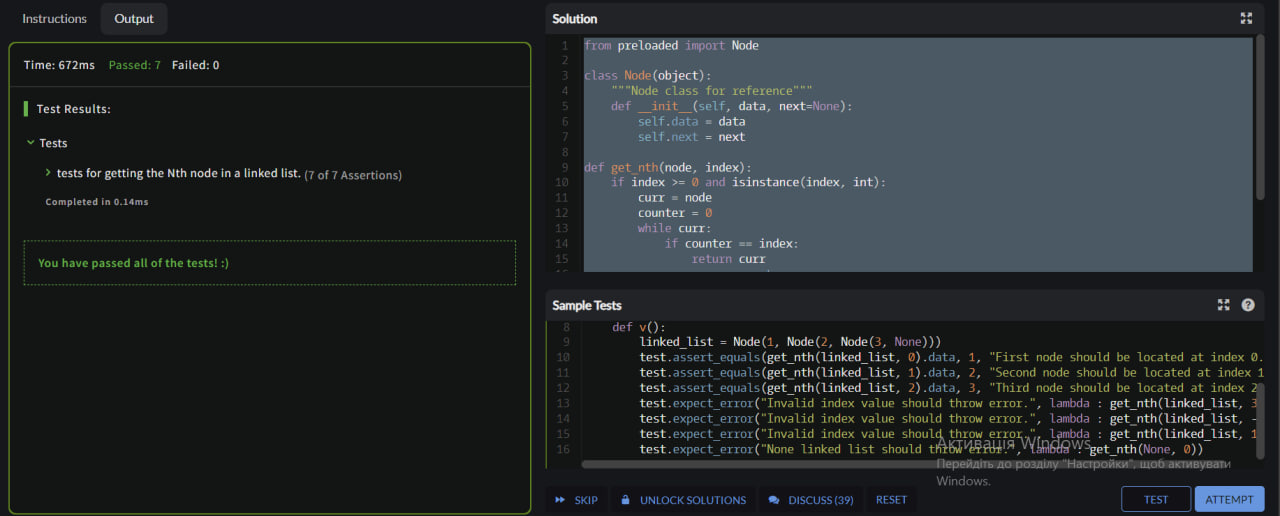 Instructions
Output
Time: 672ms Passed: 7 Failed: 0
Test Results:
Tests
tests for getting the Nth node in a linked list. (7 of 7 Assertions)
Completed in 0.14ms
You have passed all of the tests! :)
Solution
1 from preloaded import Node
2
3 class Node(object):
4 """Node class for reference"""
5 def __init__(self, data, next=None):
6 self.data = data
7 self.next = next
8
9 def get_nth(node, index):
10 if index >= 0 and isinstance(index, int):
11 curr = node
12 counter = 0
13 while curr:
14 if counter == index:
15 return curr
Sample Tests
8 def v():
9 linked_list = Node(1, Node(2, Node(3, None)))
10 test.assert_equals(get_nth(linked_list, 0).data, 1, "First node should be located at index 0.
11 test.assert_equals(get_nth(linked_list, 1).data, 2, "Second node should be located at index 1
12 test.assert_equals(get_nth(linked_list, 2).data, 3, "Third node should be located at index 2
13 test.expect_error("Invalid index value should throw error.", lambda : get_nth(linked_list, 3
14 test.expect_error("Invalid index value should throw error.", lambda : get_nth(linked_list, -
15 test.expect_error("Invalid index value should throw error.", lambda : get_nth(linked_list, 1
16 test.expect_error("None linked list should throw error.", lambda : get_nth(None, 0))
Активація Windows
Перейдіть до розділу "Настройки", щоб активувати
Windows.
SKIP
UNLOCK SOLUTIONS
DISCUSS (39)
RESET
TEST
ATTEMPT